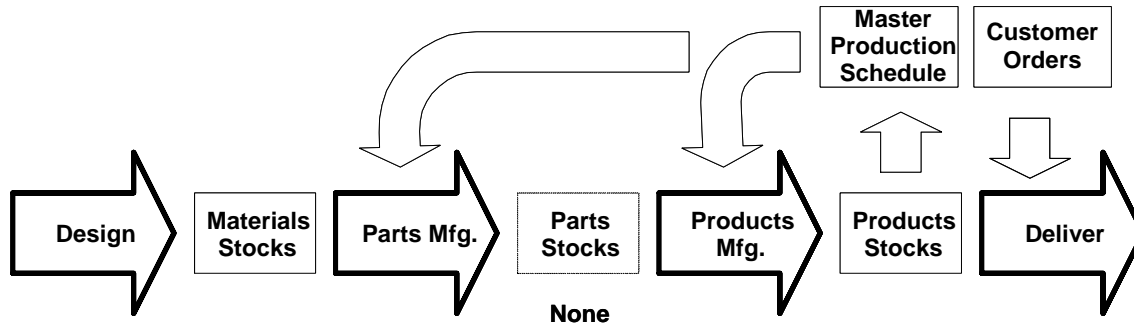 Master
Production
Schedule
Customer
Orders
Design
Materials
Stocks
Parts Mfg.
Parts
Stocks
Products
Mfg.
Products
Stocks
Deliver
None